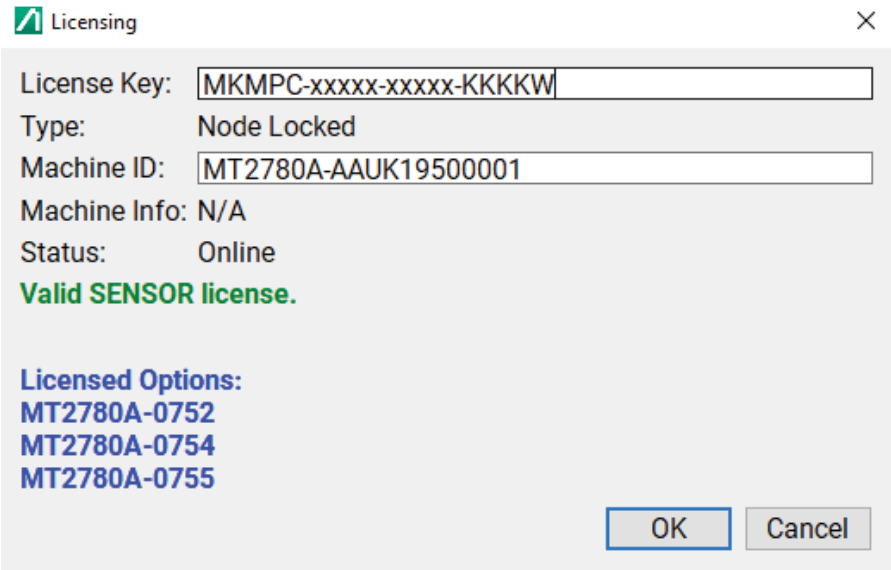 Licensing
License Key: MKMPC-xxxxx-xxxxx-KKKKW
Type: Node Locked
Machine ID: MT2780A-AAUK19500001
Machine Info: N/A
Status: Online
Valid SENSOR license.
Licensed Options:
MT2780A-0752
MT2780A-0754
MT2780A-0755
OK Cancel